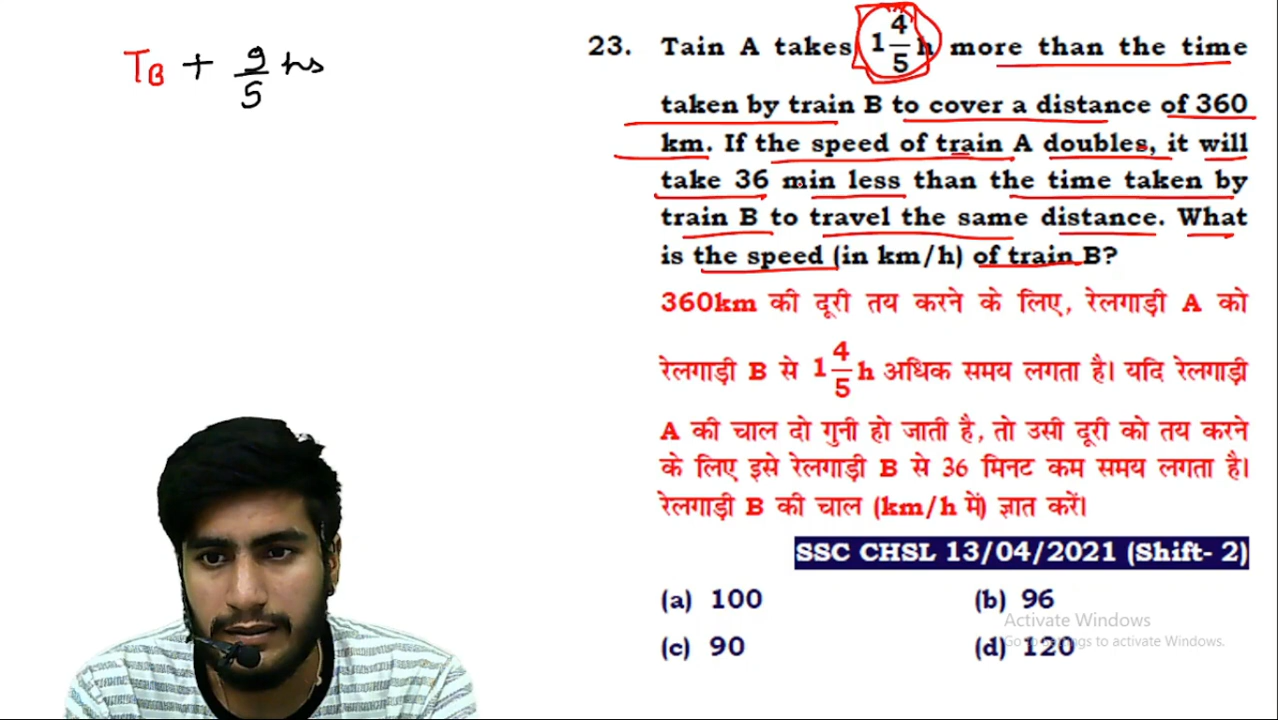 T_B + 9/5 hs
23. Tain A takes 1 4/5 h more than the time
taken by train B to cover a distance of 360
km. If the speed of train A doubles, it will
take 36 min less than the time taken by
train B to travel the same distance. What
is the speed (in km/h) of train B?
360km की दूरी तय करने के लिए, रेलगाड़ी A को
रेलगाड़ी B से 1 4/5 h अधिक समय लगता है। यदि रेलगाड़ी
A की चाल दो गुनी हो जाती है, तो उसी दूरी को तय करने
के लिए इसे रेलगाड़ी B से 36 मिनट कम समय लगता है।
रेलगाड़ी B की चाल (km/h में) ज्ञात करें।
SSC CHSL 13/04/2021 (Shift- 2)
(a) 100 (b) 96
Activate Windows
Go to Settings to activate Windows.
(c) 90 (d) 120